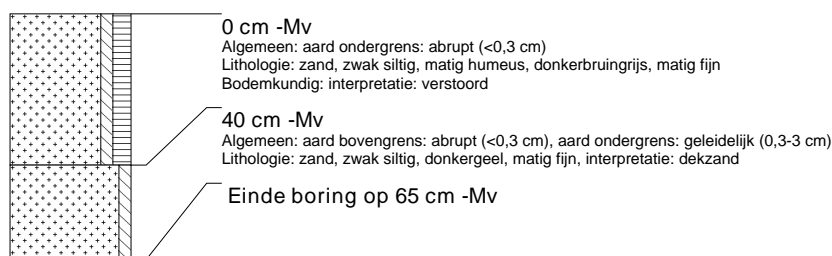 0 cm -Mv
Algemeen: aard ondergrens: abrupt (<0,3 cm)
Lithologie: zand, zwak siltig, matig humeus, donkerbruingrijs, matig fijn
Bodemkundig: interpretatie: verstoord
40 cm -Mv
Algemeen: aard bovengrens: abrupt (<0,3 cm), aard ondergrens: geleidelijk (0,3-3 cm)
Lithologie: zand, zwak siltig, donkergeel, matig fijn, interpretatie: dekzand
Einde boring op 65 cm -Mv